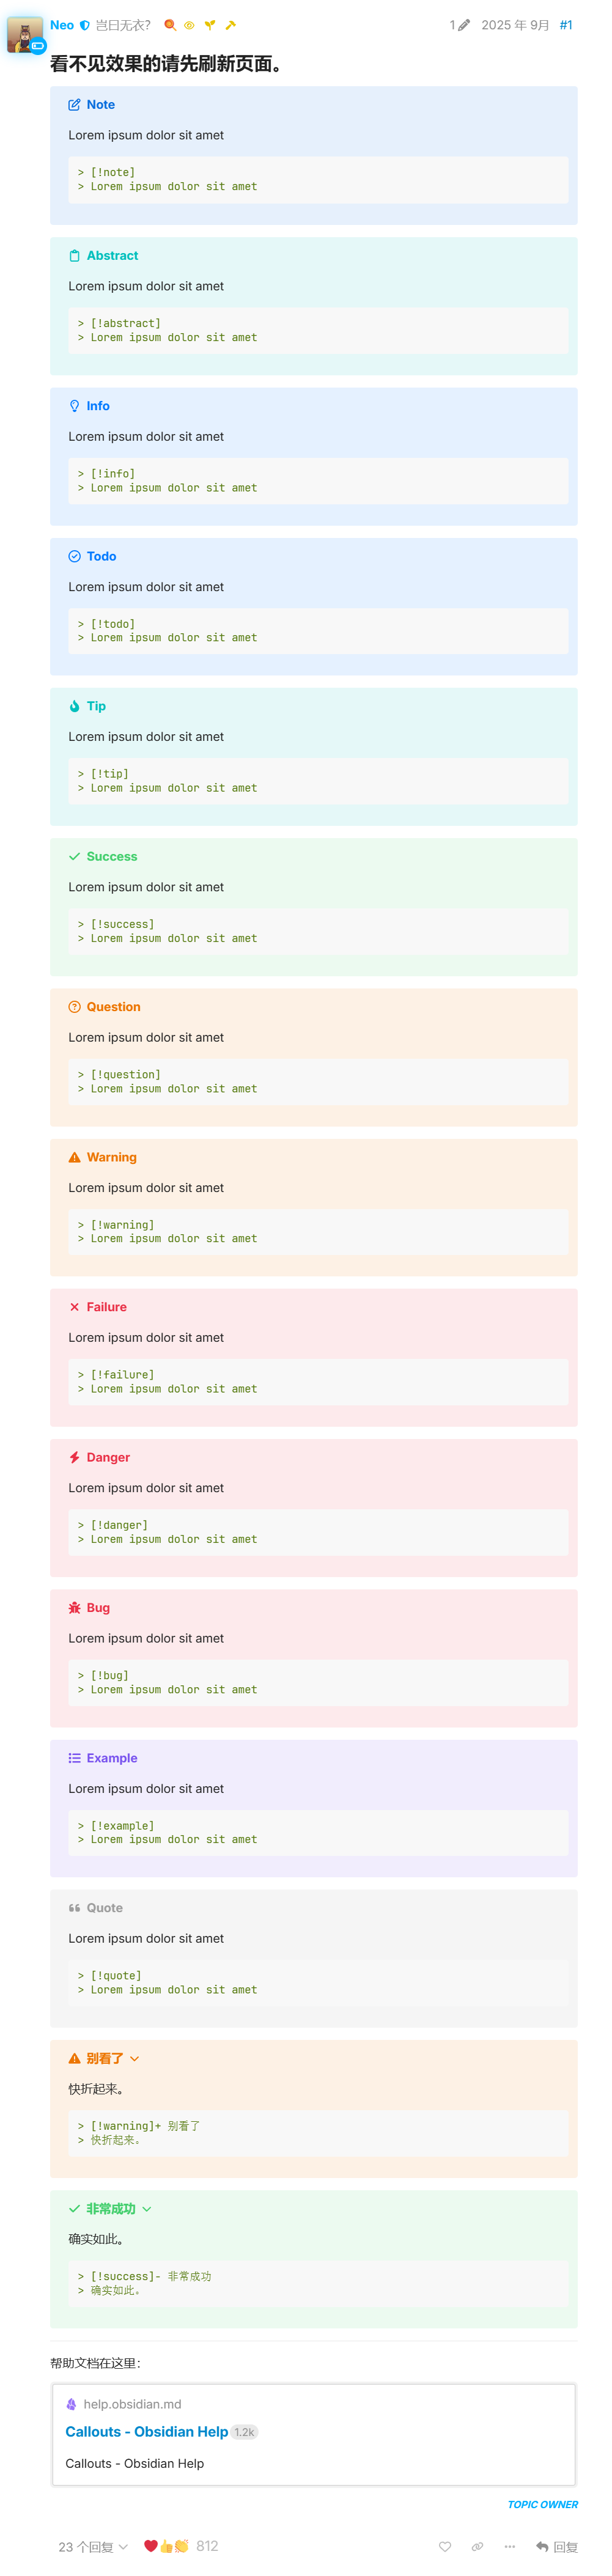 Neo 岂曰无衣? 1 2025 年 9月 #1
看不见效果的请先刷新页面。
Note
Lorem ipsum dolor sit amet
> [!note]
> Lorem ipsum dolor sit amet
Abstract
Lorem ipsum dolor sit amet
> [!abstract]
> Lorem ipsum dolor sit amet
Info
Lorem ipsum dolor sit amet
> [!info]
> Lorem ipsum dolor sit amet
Todo
Lorem ipsum dolor sit amet
> [!todo]
> Lorem ipsum dolor sit amet
Tip
Lorem ipsum dolor sit amet
> [!tip]
> Lorem ipsum dolor sit amet
Success
Lorem ipsum dolor sit amet
> [!success]
> Lorem ipsum dolor sit amet
Question
Lorem ipsum dolor sit amet
> [!question]
> Lorem ipsum dolor sit amet
Warning
Lorem ipsum dolor sit amet
> [!warning]
> Lorem ipsum dolor sit amet
Failure
Lorem ipsum dolor sit amet
> [!failure]
> Lorem ipsum dolor sit amet
Danger
Lorem ipsum dolor sit amet
> [!danger]
> Lorem ipsum dolor sit amet
Bug
Lorem ipsum dolor sit amet
> [!bug]
> Lorem ipsum dolor sit amet
Example
Lorem ipsum dolor sit amet
> [!example]
> Lorem ipsum dolor sit amet
Quote
Lorem ipsum dolor sit amet
> [!quote]
> Lorem ipsum dolor sit amet
别看了
快折起来。
> [!warning]+ 别看了
> 快折起来。
非常成功
确实如此。
> [!success]- 非常成功
> 确实如此。
帮助文档在这里:
help.obsidian.md
Callouts - Obsidian Help 1.2k
Callouts - Obsidian Help
TOPIC OWNER
23 个回复 812 回复